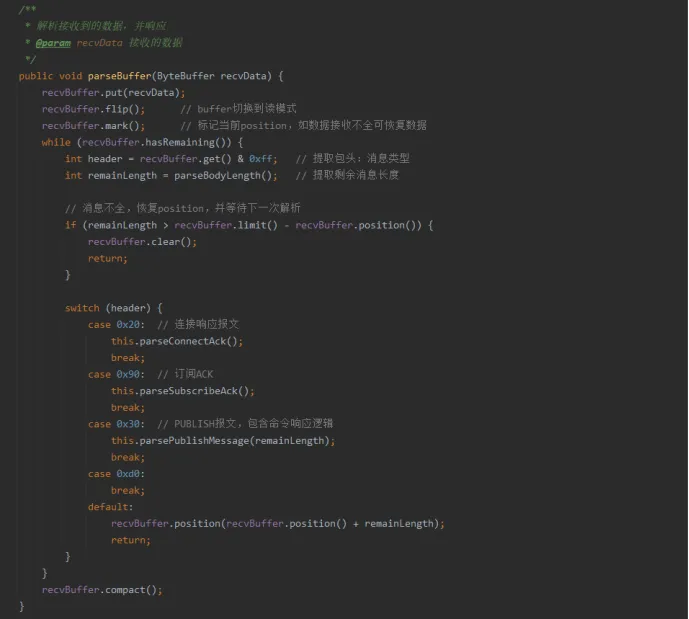 /**
 * 解析接收到的数据，并响应
 * @param recvData 接收的数据
 */
public void parseBuffer(ByteBuffer recvData) {
    recvBuffer.put(recvData);
    recvBuffer.flip();      // buffer切换到读模式
    recvBuffer.mark();      // 标记当前position，如数据接收不全可恢复数据
    while (recvBuffer.hasRemaining()) {
        int header = recvBuffer.get() & 0xff;   // 提取包头：消息类型
        int remainLength = parseBodyLength();   // 提取剩余消息长度

        // 消息不全，恢复position，并等待下一次解析
        if (remainLength > recvBuffer.limit() - recvBuffer.position()) {
            recvBuffer.clear();
            return;
        }

        switch (header) {
            case 0x20:  // 连接响应报文
                this.parseConnectAck();
                break;
            case 0x90:  // 订阅ACK
                this.parseSubscribeAck();
                break;
            case 0x30:  // PUBLISH报文，包含命令响应逻辑
                this.parsePublishMessage(remainLength);
                break;
            case 0xd0:
                break;
            default:
                recvBuffer.position(recvBuffer.position() + remainLength);
                return;
        }
    }
    recvBuffer.compact();
}